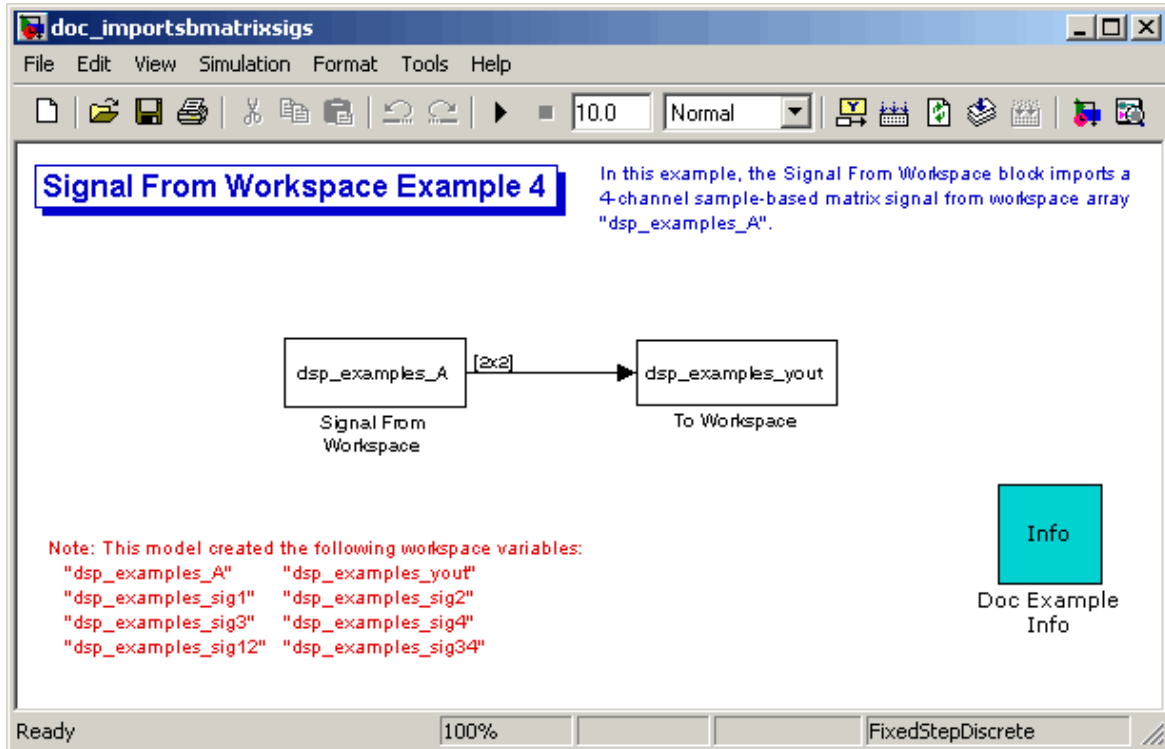 doc_importsbmatrixsigs
File Edit View Simulation Format Tools Help
10.0 Normal
Signal From Workspace Example 4
In this example, the Signal From Workspace block imports a
4-channel sample-based matrix signal from workspace array
"dsp_examples_A".
dsp_examples_A
[2x2]
dsp_examples_yout
Signal From
Workspace
To Workspace
Info
Doc Example
Info
Note: This model created the following workspace variables:
"dsp_examples_A" "dsp_examples_yout"
"dsp_examples_sig1" "dsp_examples_sig2"
"dsp_examples_sig3" "dsp_examples_sig4"
"dsp_examples_sig12" "dsp_examples_sig34"
Ready 100% FixedStepDiscrete